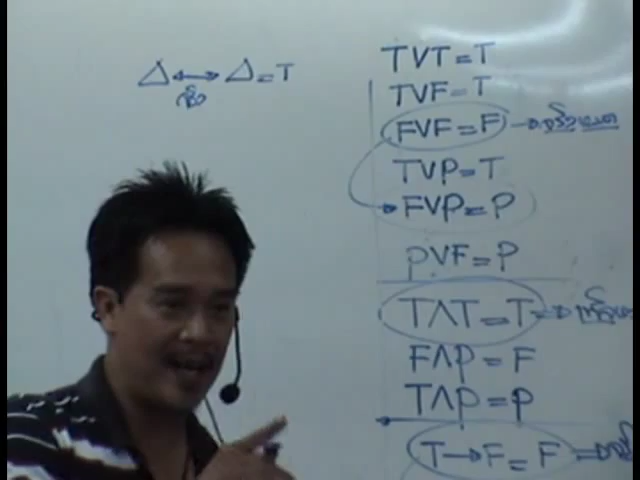 △ ↔ △ = T
TVT = T
TVF = T
FVF = F →
TVP = T
FVP = P
PVF = P
T∧T = T
F∧P = F
T∧P = P
T → F = F